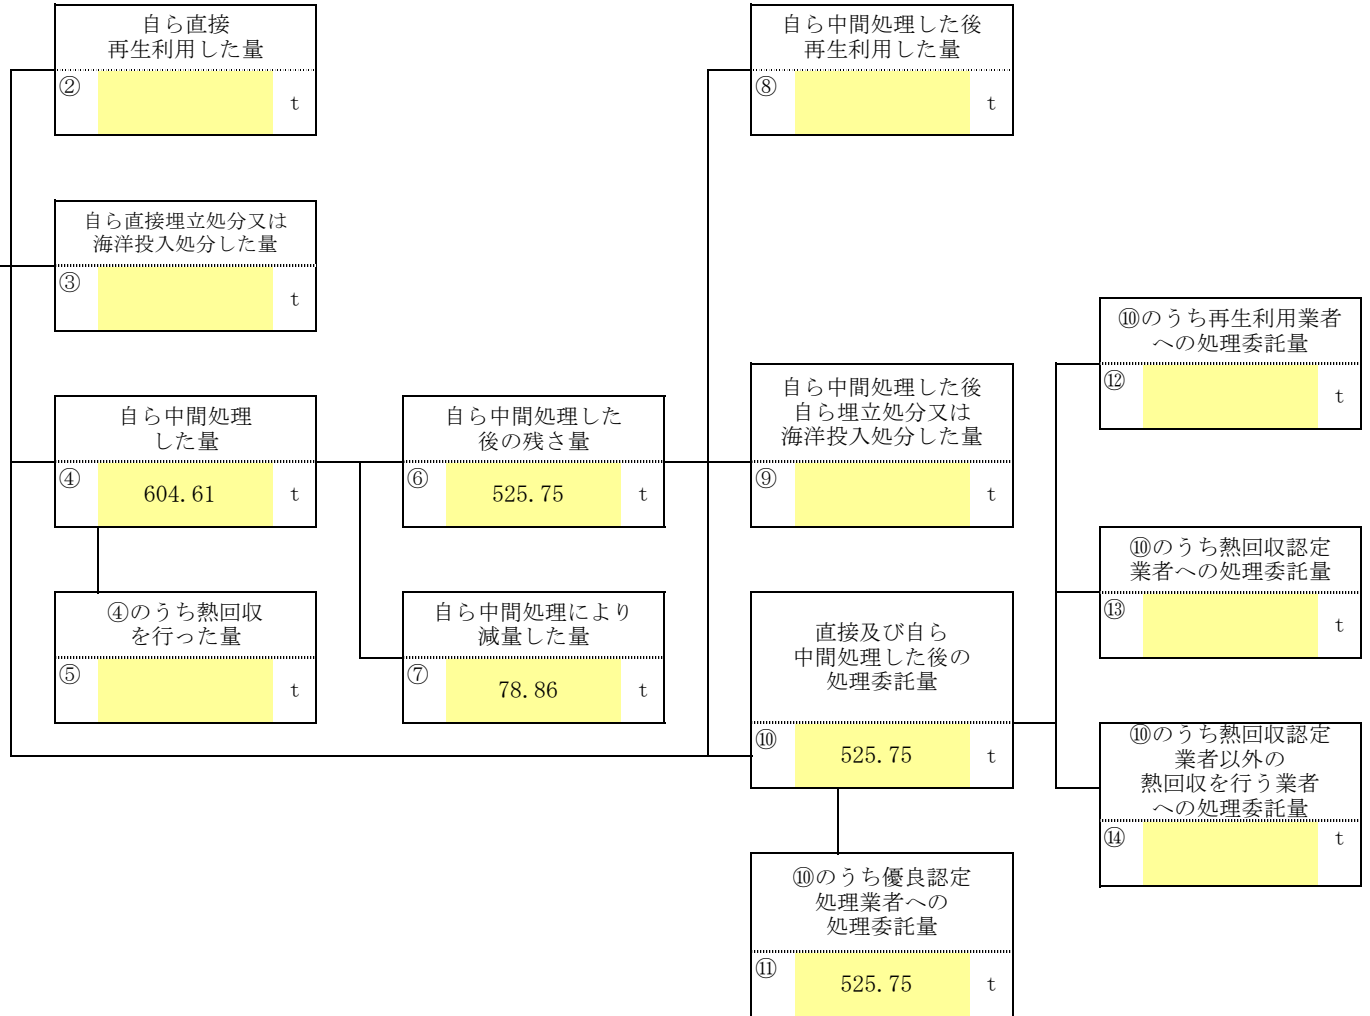 自ら直接
再生利用した量
②
t
自ら中間処理した後
再生利用した量
⑧
t
自ら直接埋立処分又は
海洋投入処分した量
③
t
⑩のうち再生利用業者
への処理委託量
⑫
t
自ら中間処理
した量
④
604.61 t
自ら中間処理した
後の残さ量
⑥
525.75 t
自ら中間処理した後
自ら埋立処分又は
海洋投入処分した量
⑨
t
⑩のうち熱回収認定
業者への処理委託量
⑬
t
④のうち熱回収
を行った量
⑤
t
自ら中間処理により
減量した量
⑦
78.86 t
直接及び自ら
中間処理した後の
処理委託量
⑩
525.75 t
⑩のうち熱回収認定
業者以外の
熱回収を行う業者
への処理委託量
⑭
t
⑩のうち優良認定
処理業者への
処理委託量
⑪
525.75 t